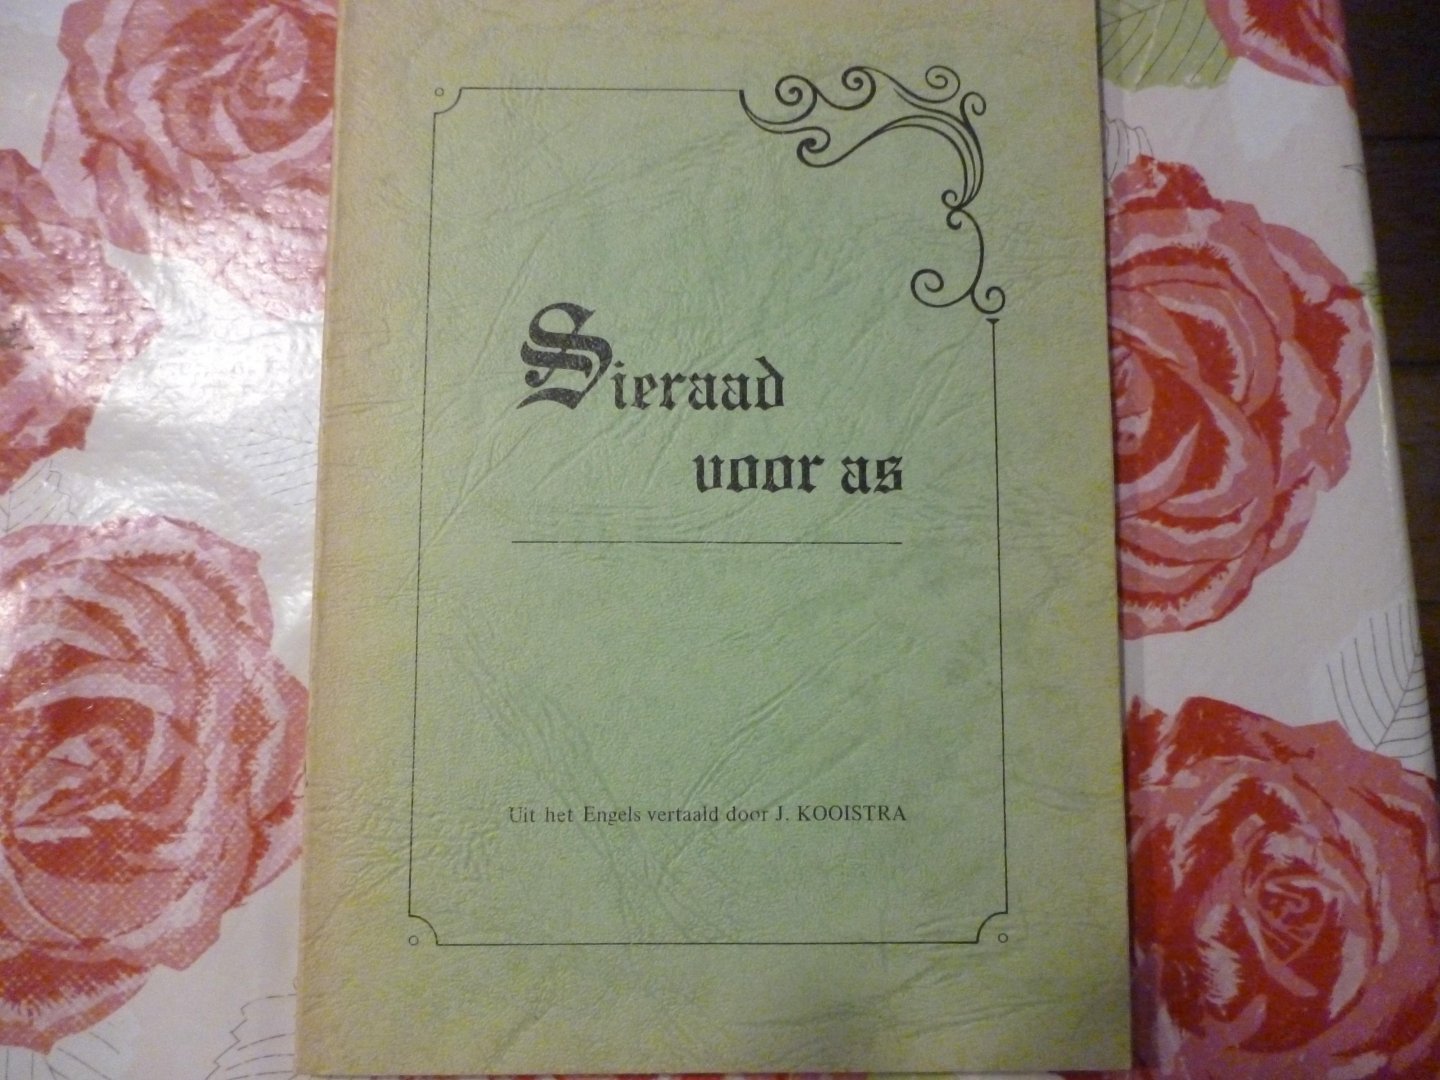 Sieraad
voor as
Uit het Engels vertaald door J. KOOISTRA